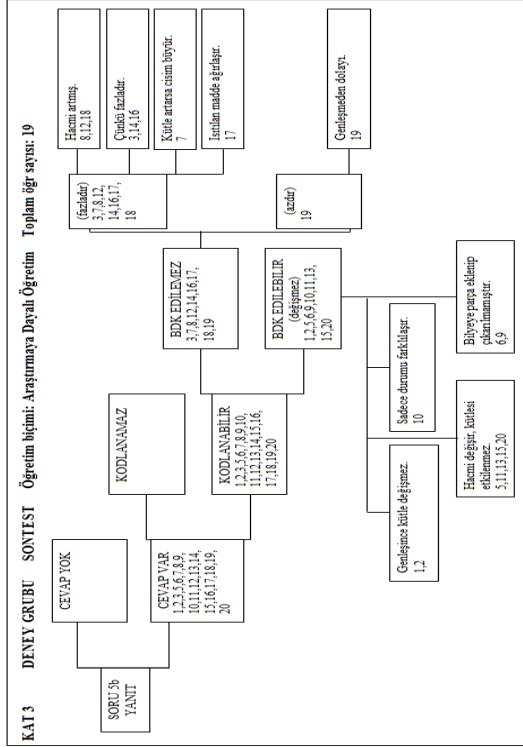 KAT 3 DENEY GRUBU SONTEST Öğretim biçimi: Araştırmaya Dayalı Öğretim Toplam öğr sayısı: 19
SORU 5b
YANIT
CEVAP YOK
CEVAP VAR
1,2,3,5,6,7,8,9,
10,11,12,13,14,
15,16,17,18,19,
20
KODLANAMAZ
KODLANABİLİR
1,2,3,5,6,7,8,9,10,
11,12,13,14,15,16,
17,18,19,20
BDK EDİLEMEZ
3,7,8,12,14,16,17,
18,19
BDK EDİLEBİLİR
(değişmez)
1,2,5,6,9,10,11,13,
15,20
(fazladır)
3,7,8,12,
14,16,17,
18
(azdır)
19
Hacmi artmış.
8,12,18
Çünkü fazladır.
3,14,16
Kütle artarsa cisim büyür.
7
Isıtılan madde ağırlaşır.
17
Genleşmeden dolayı.
19
Genleşince kütle değişmez.
1,2
Sadece durumu farklılaşır.
10
Hacmi değişir, kütlesi
etkilenmez.
5,11,13,15,20
Bilyeye parça eklenip
çıkarılmamıştır.
6,9